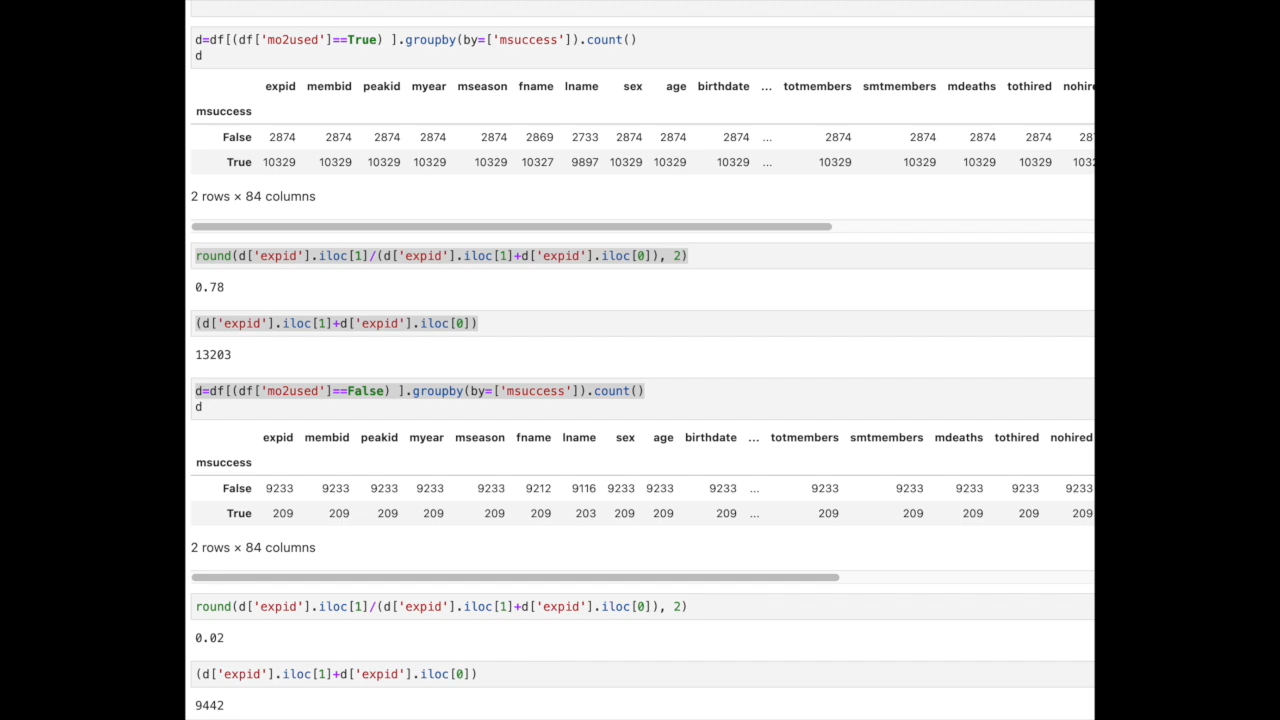 d=df[(df['mo2used']==True) ].groupby(by=['msuccess']).count()
d
expid membid peakid myear mseason fname lname sex age birthdate ... totmembers smtmembers mdeaths tothired nohire
msuccess
False 2874 2874 2874 2874 2874 2869 2733 2874 2874 2874 ... 2874 2874 2874 2874 287
True 10329 10329 10329 10329 10329 10327 9897 10329 10329 10329 ... 10329 10329 10329 10329 1032
2 rows × 84 columns
round(d['expid'].iloc[1]/(d['expid'].iloc[1]+d['expid'].iloc[0]), 2)
0.78
(d['expid'].iloc[1]+d['expid'].iloc[0])
13203
d=df[(df['mo2used']==False) ].groupby(by=['msuccess']).count()
d
expid membid peakid myear mseason fname lname sex age birthdate ... totmembers smtmembers mdeaths tothired nohired
msuccess
False 9233 9233 9233 9233 9233 9212 9116 9233 9233 9233 ... 9233 9233 9233 9233 9233
True 209 209 209 209 209 209 203 209 209 209 ... 209 209 209 209 209
2 rows × 84 columns
round(d['expid'].iloc[1]/(d['expid'].iloc[1]+d['expid'].iloc[0]), 2)
0.02
(d['expid'].iloc[1]+d['expid'].iloc[0])
9442